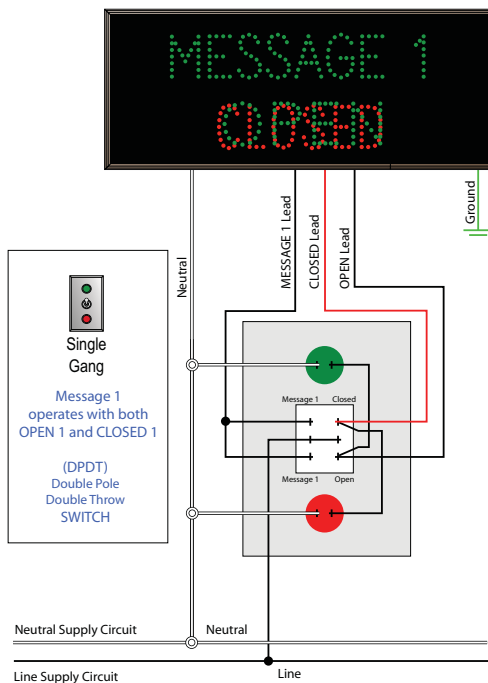 MESSAGE 1
CLOSED
OPEN
Neutral
MESSAGE 1 Lead
CLOSED Lead
OPEN Lead
Ground
Single
Gang
Message 1
operates with both
OPEN 1 and CLOSED 1
(DPDT)
Double Pole
Double Throw
SWITCH
Message 1 Closed
Message 1 Open
Neutral Supply Circuit Neutral
Line Supply Circuit Line